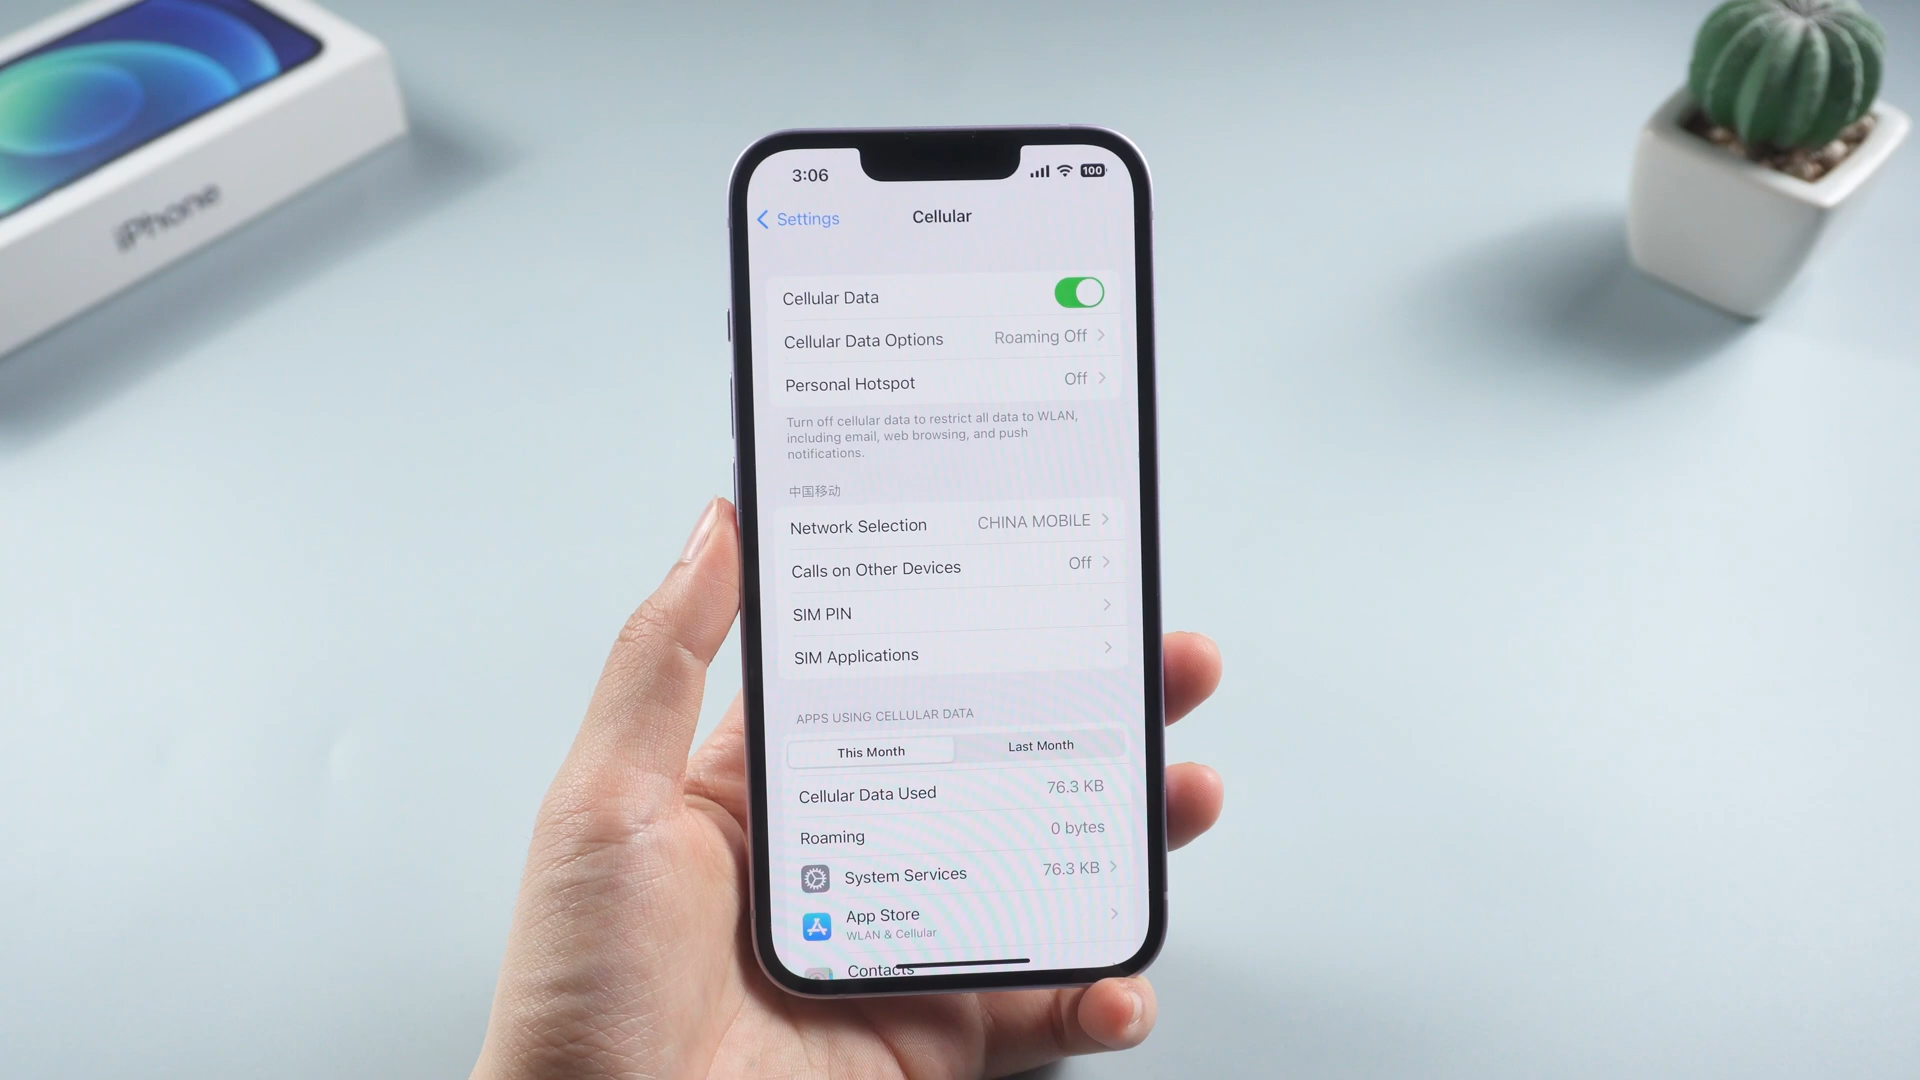 iPhone
3:06
100
Settings
Cellular
Cellular Data
Cellular Data Options Roaming Off
Personal Hotspot Off
Turn off cellular data to restrict all data to WLAN,
including email, web browsing, and push
notifications.
中国移动
Network Selection CHINA MOBILE
Calls on Other Devices Off
SIM PIN
SIM Applications
APPS USING CELLULAR DATA
This Month Last Month
Cellular Data Used 76.3 KB
Roaming 0 bytes
System Services 76.3 KB
App Store
WLAN & Cellular
Contacts